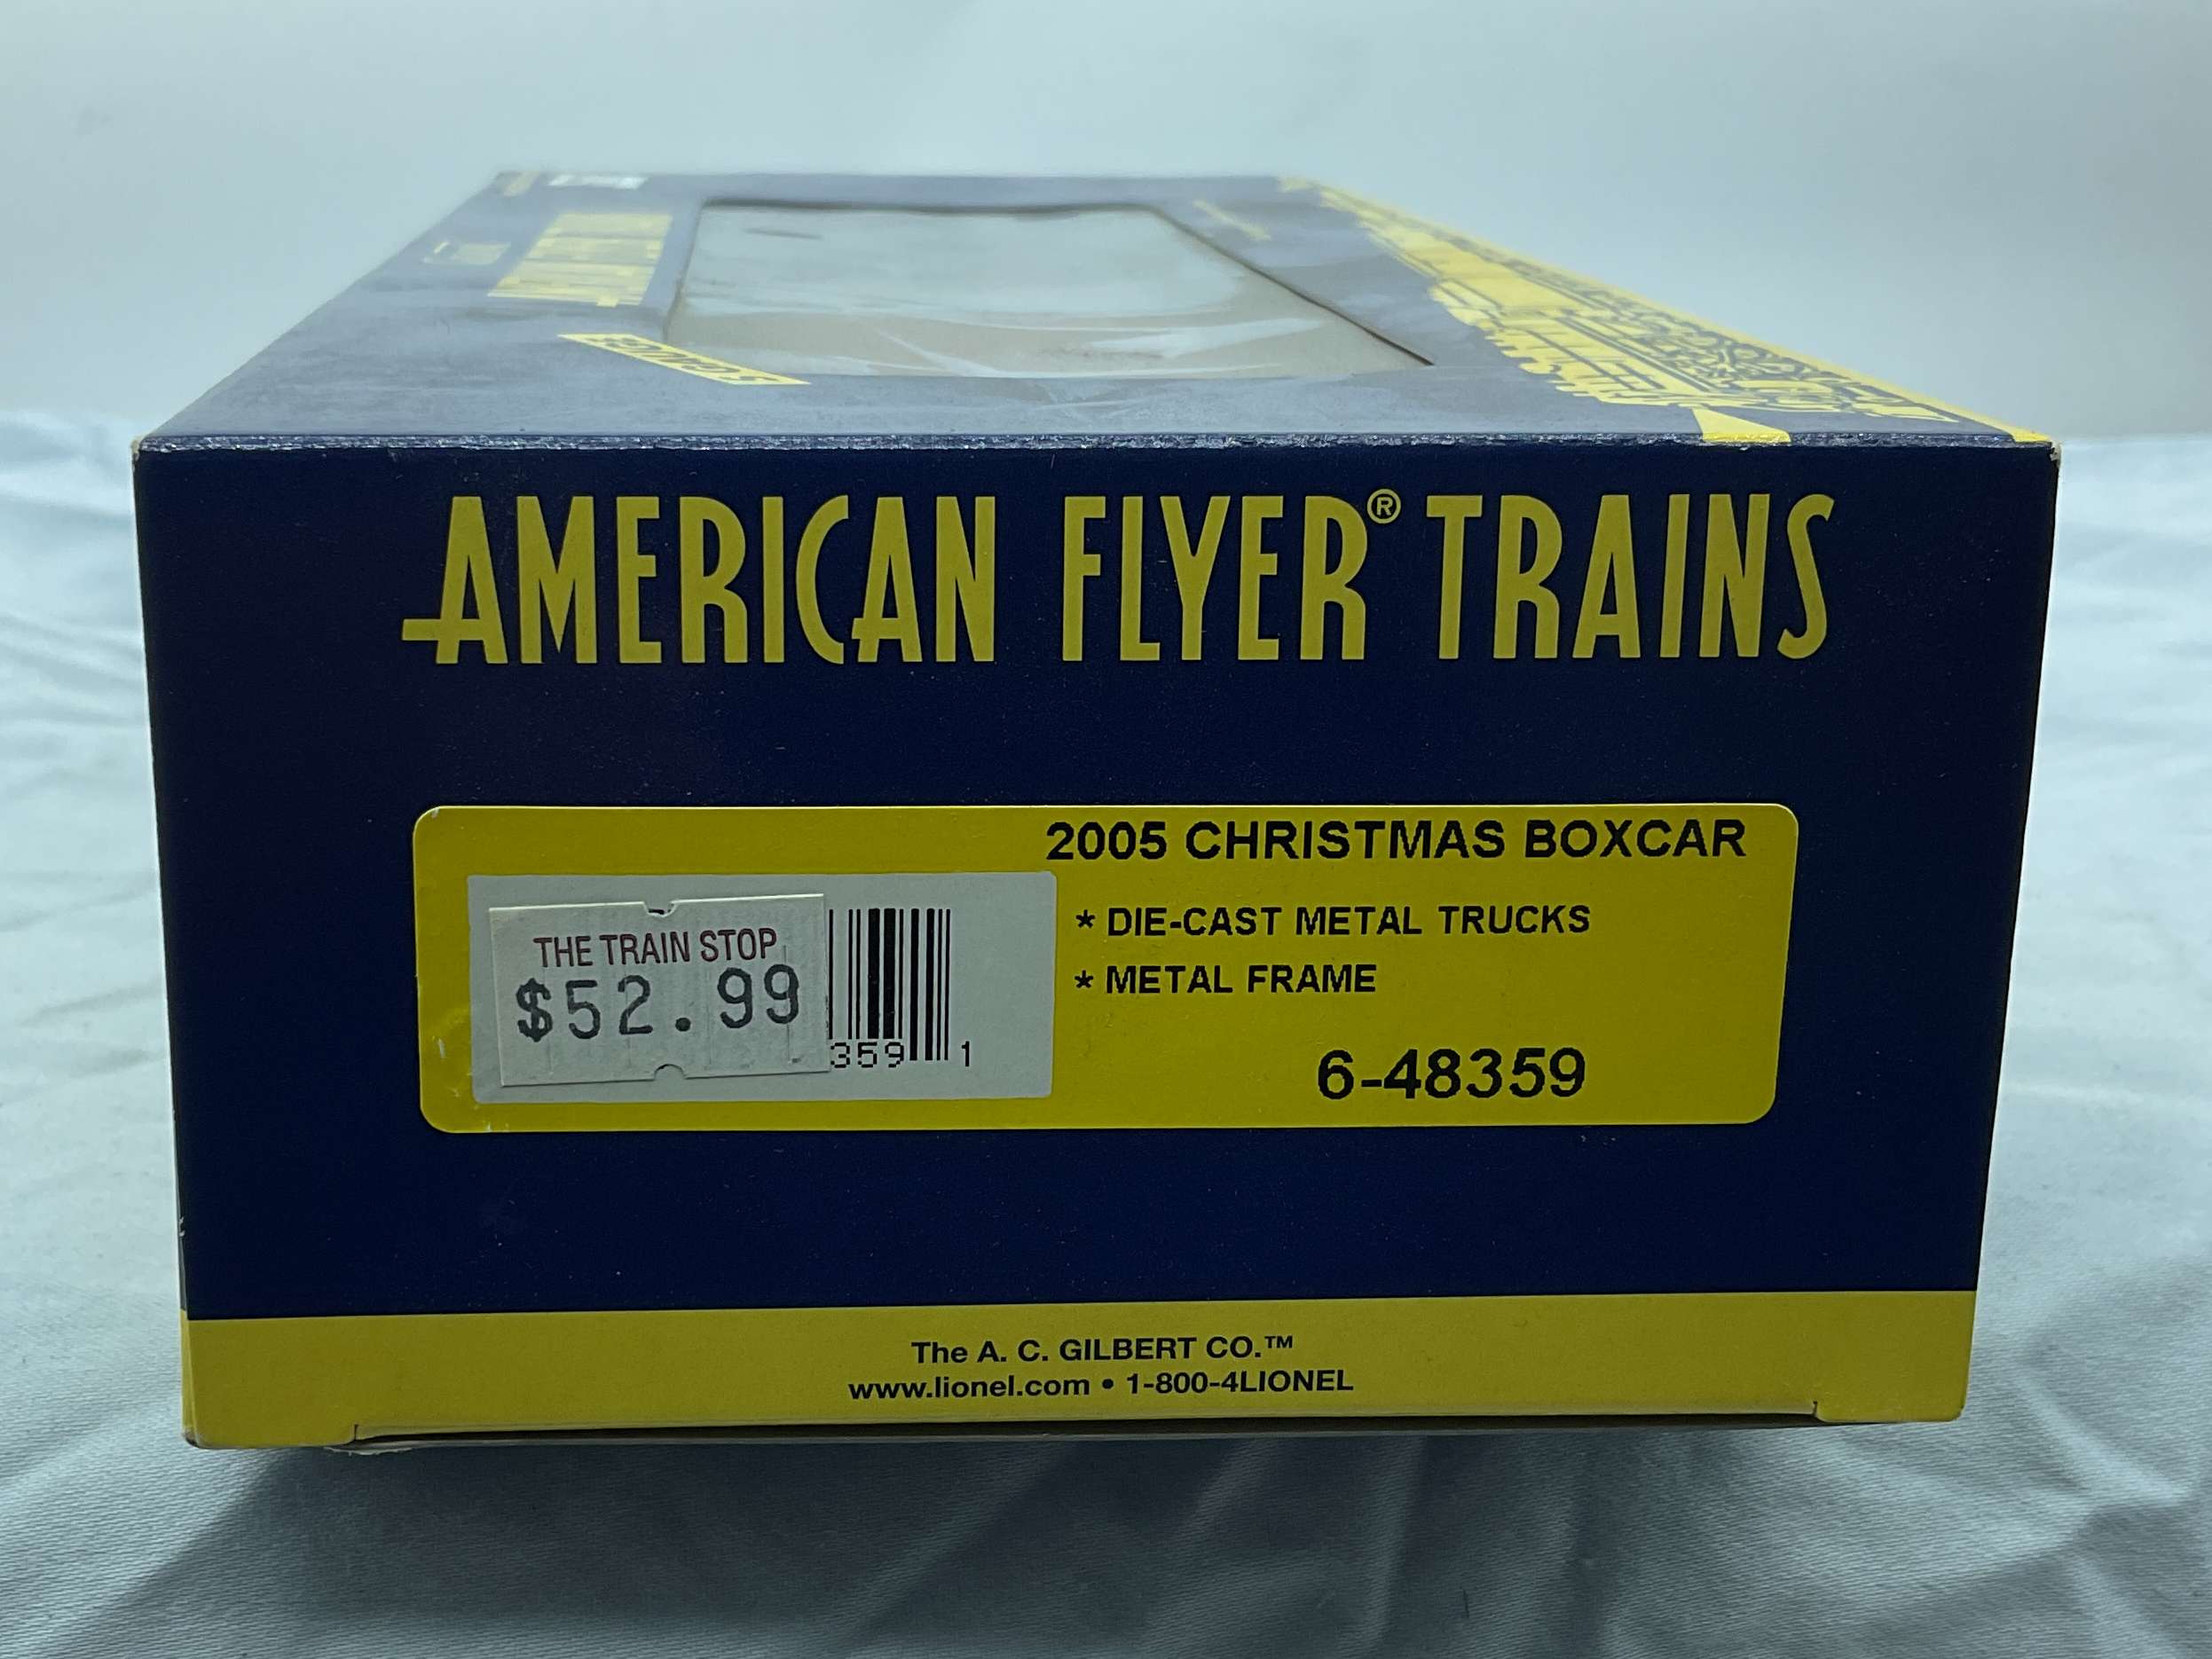 S GAUGE
AMERICAN FLYER® TRAINS
2005 CHRISTMAS BOXCAR
* DIE-CAST METAL TRUCKS
* METAL FRAME
6-48359
THE TRAIN STOP
$52.99
359 1
The A. C. GILBERT CO.™
www.lionel.com • 1-800-4LIONEL